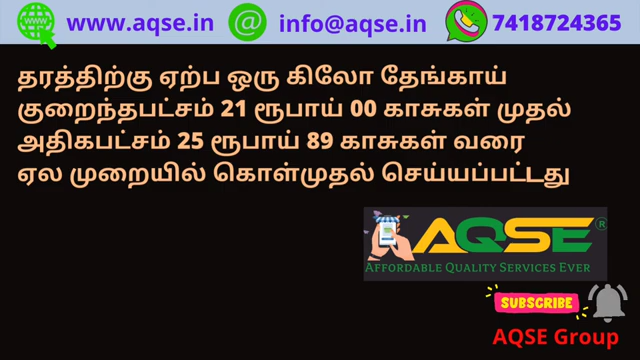 www.aqse.in info@aqse.in 7418724365
தரத்திற்கு ஏற்ப ஒரு கிலோ தேங்காய்
குறைந்தபட்சம் 21 ரூபாய் 00 காசுகள் முதல்
அதிகபட்சம் 25 ரூபாய் 89 காசுகள் வரை
ஏல முறையில் கொள்முதல் செய்யப்பட்டது
AQSE®
AFFORDABLE QUALITY SERVICES EVER
SUBSCRIBE
AQSE Group